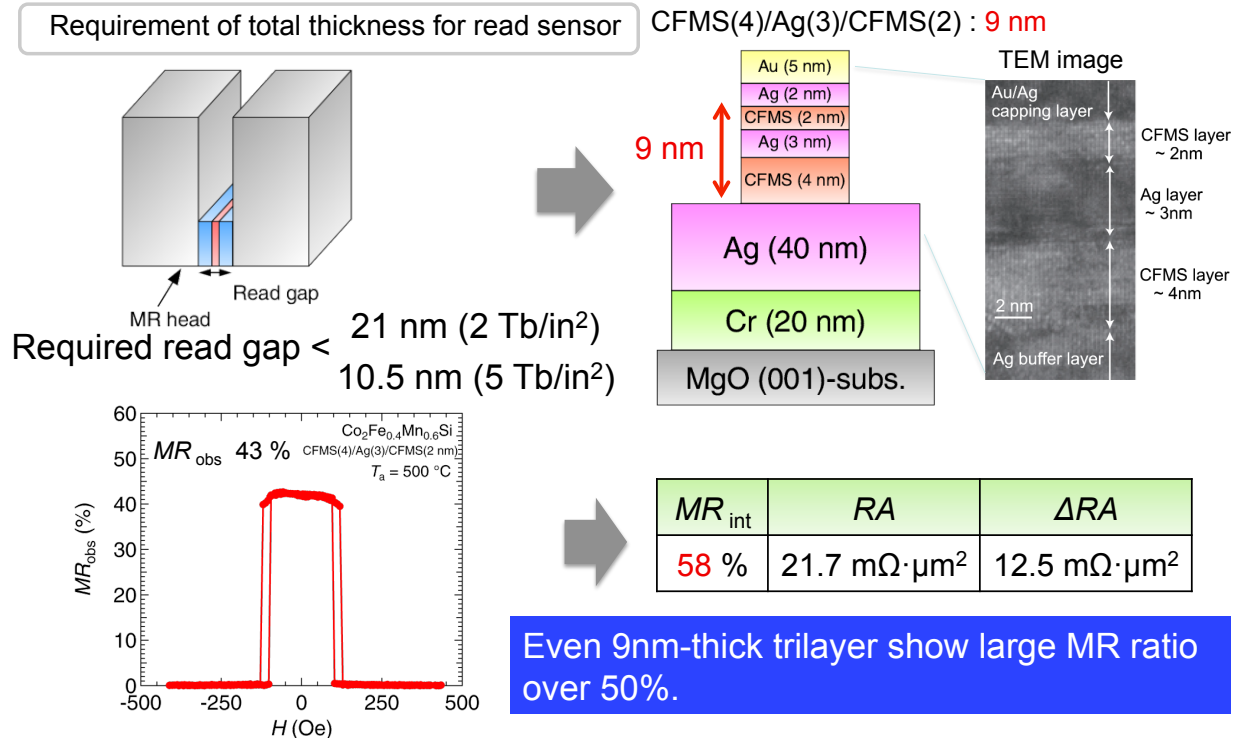 Requirement of total thickness for read sensor
CFMS(4)/Ag(3)/CFMS(2) : 9 nm
MR head
Read gap
Required read gap <
21 nm (2 Tb/in²)
10.5 nm (5 Tb/in²)
9 nm
Au (5 nm)
Ag (2 nm)
CFMS (2 nm)
Ag (3 nm)
CFMS (4 nm)
Ag (40 nm)
Cr (20 nm)
MgO (001)-subs.
TEM image
Au/Ag
capping layer
CFMS layer
~ 2nm
Ag layer
~ 3nm
CFMS layer
~ 4nm
2 nm
Ag buffer layer
MR obs 43 %
Co₂Fe₀.₄Mn₀.₆Si
CFMS(4)/Ag(3)/CFMS(2 nm)
Tₐ = 500 °C
MRobs (%)
60
50
40
30
20
10
0
-500
-250
0
250
500
H (Oe)
MR int RA ΔRA
58 % 21.7 mΩ·µm² 12.5 mΩ·µm²
Even 9nm-thick trilayer show large MR ratio
over 50%.